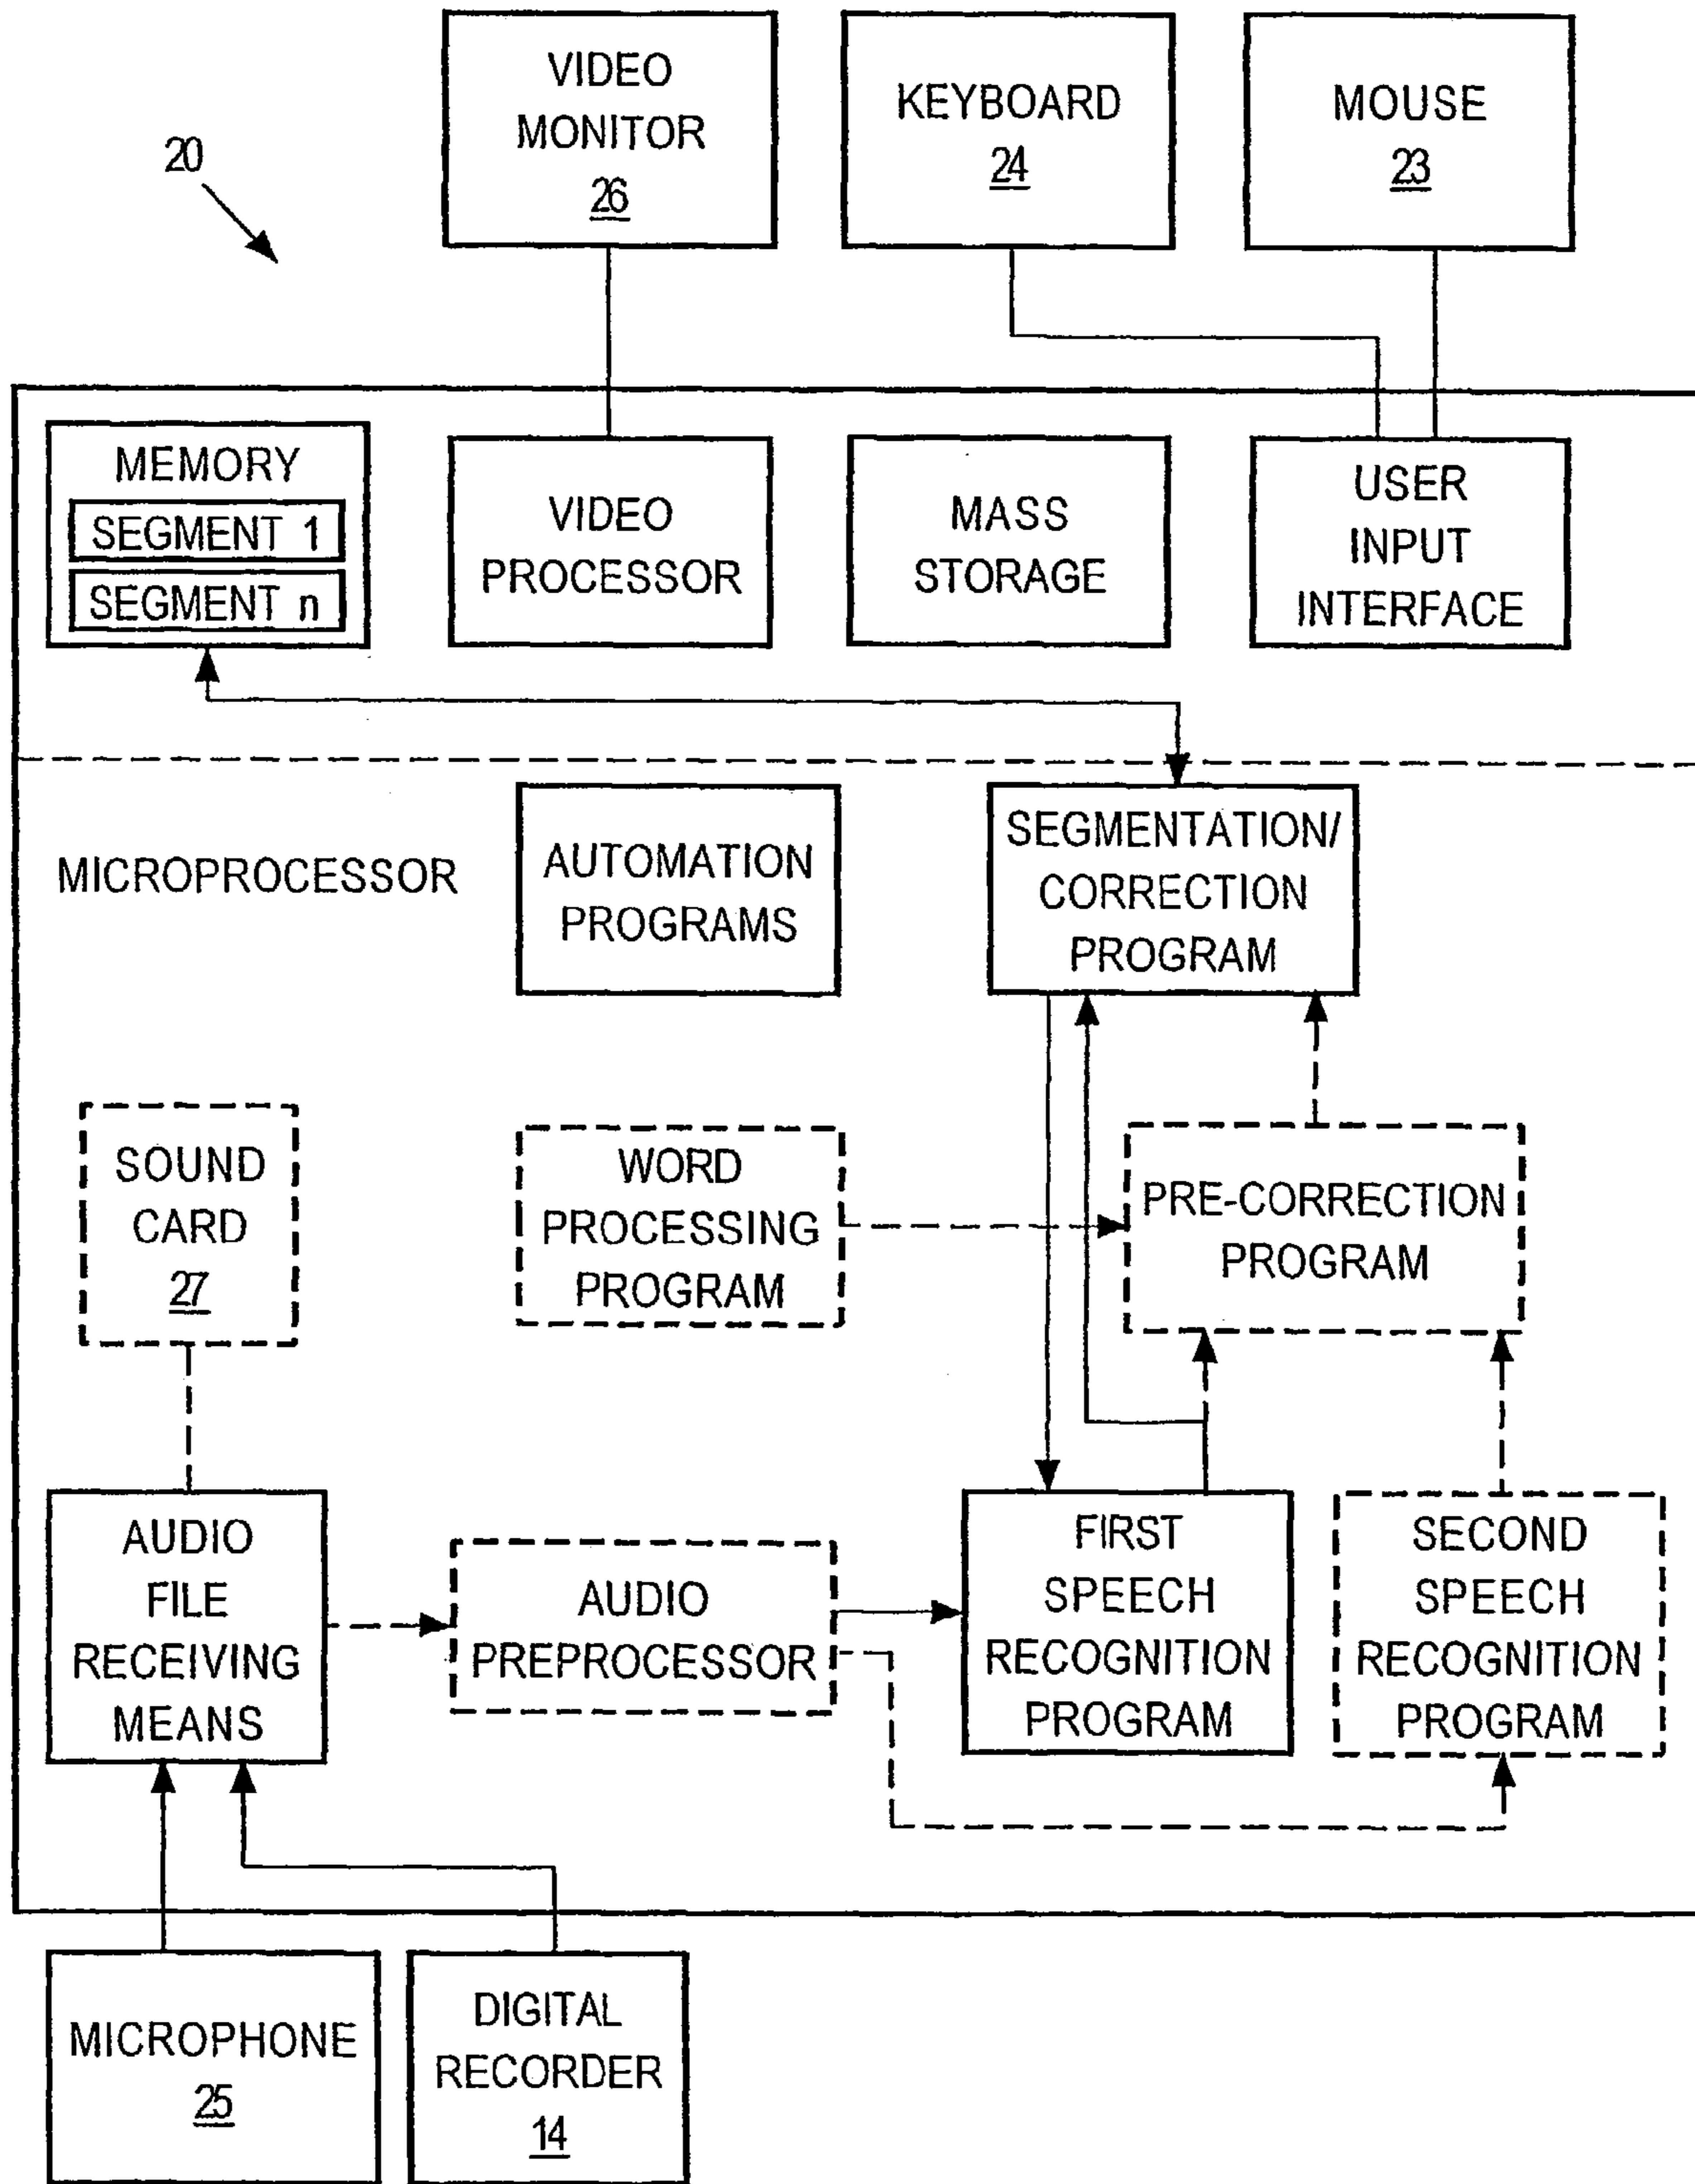 VIDEO
MONITOR
26
KEYBOARD
24
MOUSE
23
20
MEMORY
SEGMENT 1
SEGMENT n
VIDEO
PROCESSOR
MASS
STORAGE
USER
INPUT
INTERFACE
MICROPROCESSOR
AUTOMATION
PROGRAMS
SEGMENTATION/
CORRECTION
PROGRAM
SOUND
CARD
27
WORD
PROCESSING
PROGRAM
PRE-CORRECTION
PROGRAM
AUDIO
FILE
RECEIVING
MEANS
AUDIO
PREPROCESSOR
FIRST
SPEECH
RECOGNITION
PROGRAM
SECOND
SPEECH
RECOGNITION
PROGRAM
MICROPHONE
25
DIGITAL
RECORDER
14